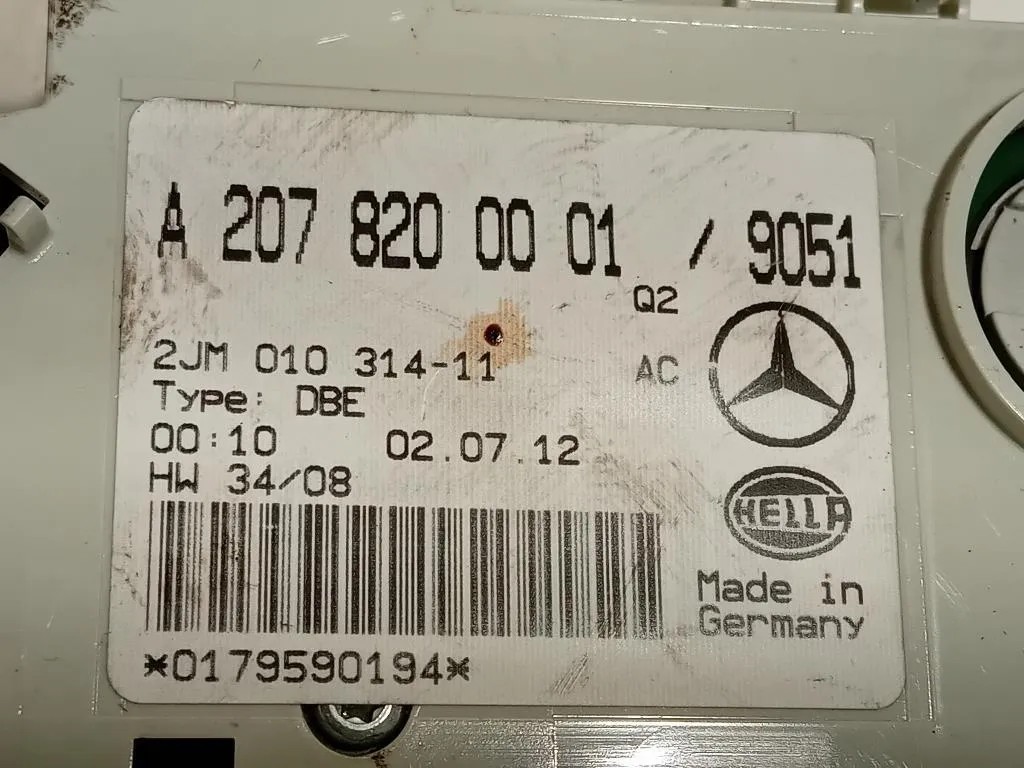 A 207 820 00 01 / 9051
Q2
2JM 010 314-11 AC
Type: DBE
00:10 02.07.12
HW 34/08
HELLA
Made in
Germany
*0179590194*